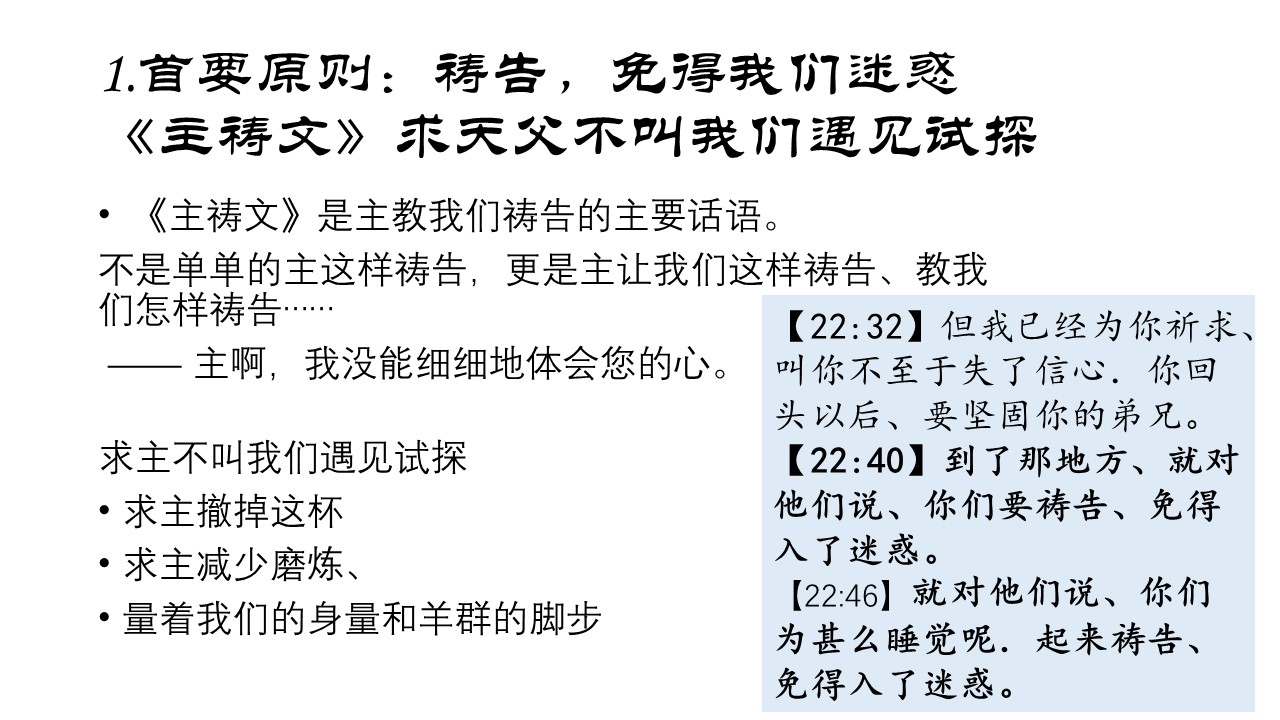 1.首要原则：祷告，免得我们迷惑
《主祷文》求天父不叫我们遇见试探
• 《主祷文》是主教我们祷告的主要话语。
不是单单的主这样祷告，更是主让我们这样祷告、教我
们怎样祷告……
—— 主啊，我没能细细地体会您的心。
求主不叫我们遇见试探
• 求主撤掉这杯
• 求主减少磨炼、
• 量着我们的身量和羊群的脚步
【22:32】但我已经为你祈求、
叫你不至于失了信心．你回
头以后、要坚固你的弟兄。
【22:40】到了那地方、就对
他们说、你们要祷告、免得
入了迷惑。
【22:46】就对他们说、你们
为甚么睡觉呢．起来祷告、
免得入了迷惑。